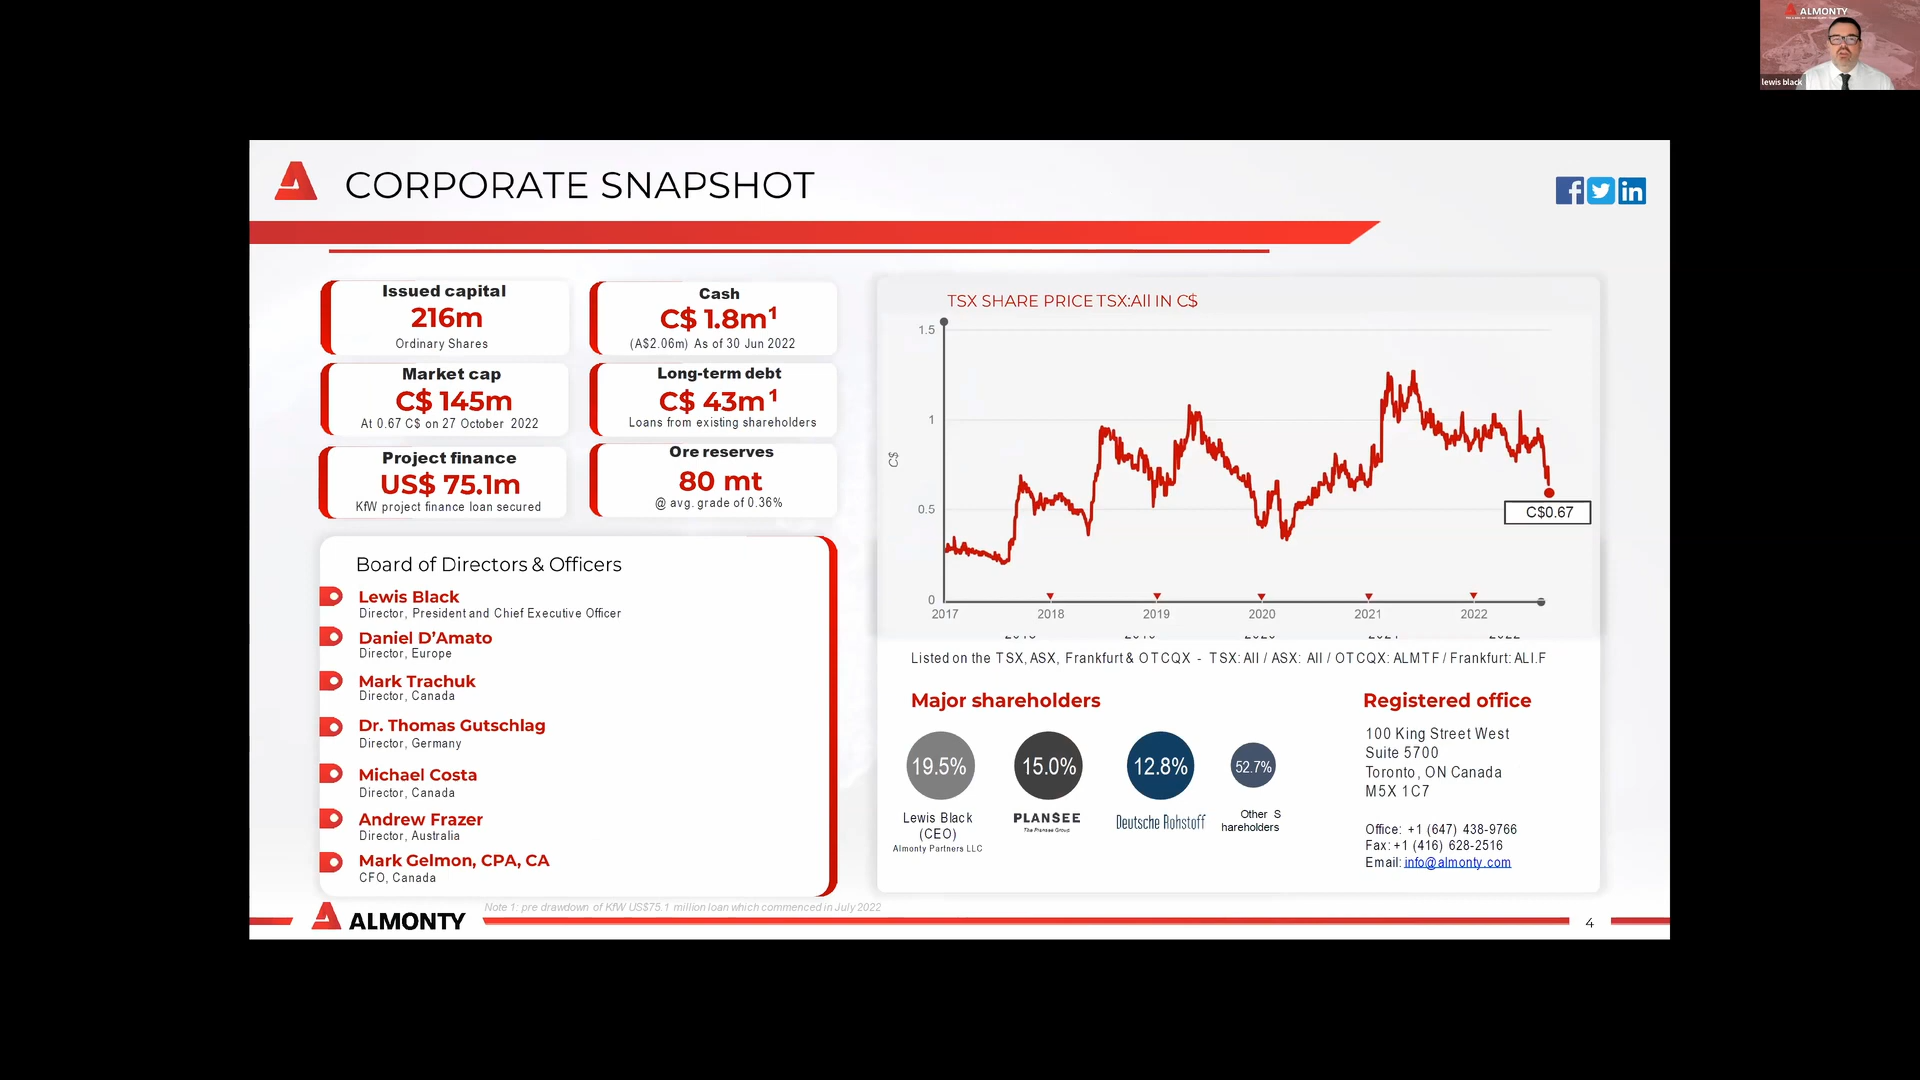 ALMONTY
lewis black
CORPORATE SNAPSHOT
Issued capital
216m
Ordinary Shares
Cash
C$ 1.8m¹
(A$2.06m) As of 30 Jun 2022
Market cap
C$ 145m
At 0.67 C$ on 27 October 2022
Long-term debt
C$ 43m¹
Loans from existing shareholders
Project finance
US$ 75.1m
KfW project finance loan secured
Ore reserves
80 mt
@ avg. grade of 0.36%
Board of Directors & Officers
Lewis Black
Director, President and Chief Executive Officer
Daniel D’Amato
Director, Europe
Mark Trachuk
Director, Canada
Dr. Thomas Gutschlag
Director, Germany
Michael Costa
Director, Canada
Andrew Frazer
Director, Australia
Mark Gelmon, CPA, CA
CFO, Canada
TSX SHARE PRICE TSX:AII IN C$
1.5
1
0.5
0
C$
C$0.67
2017 2018 2019 2020 2021 2022
Listed on the TSX, ASX, Frankfurt & OTCQX - TSX: AII / ASX: AII / OTCQX: ALMTF / Frankfurt: ALI.F
Major shareholders
19.5% 15.0% 12.8% 52.7%
Lewis Black
(CEO)
Almonty Partners LLC
PLANSEE
The Plansee Group
Deutsche Rohstoff
Other S
hareholders
Registered office
100 King Street West
Suite 5700
Toronto, ON Canada
M5X 1C7
Office: +1 (647) 438-9766
Fax: +1 (416) 628-2516
Email: info@almonty.com
Note 1: pre drawdown of KfW US$75.1 million loan which commenced in July 2022
ALMONTY
4